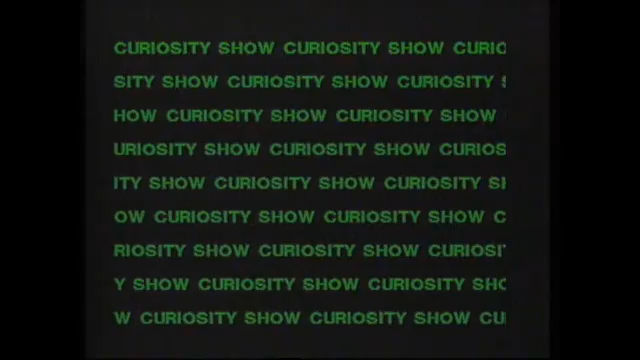 CURIOSITY SHOW CURIOSITY SHOW CURIO
SITY SHOW CURIOSITY SHOW CURIOSITY S
HOW CURIOSITY SHOW CURIOSITY SHOW
URIOSITY SHOW CURIOSITY SHOW CURIOS
ITY SHOW CURIOSITY SHOW CURIOSITY SH
OW CURIOSITY SHOW CURIOSITY SHOW C
RIOSITY SHOW CURIOSITY SHOW CURIOSIT
Y SHOW CURIOSITY SHOW CURIOSITY SHO
W CURIOSITY SHOW CURIOSITY SHOW CU